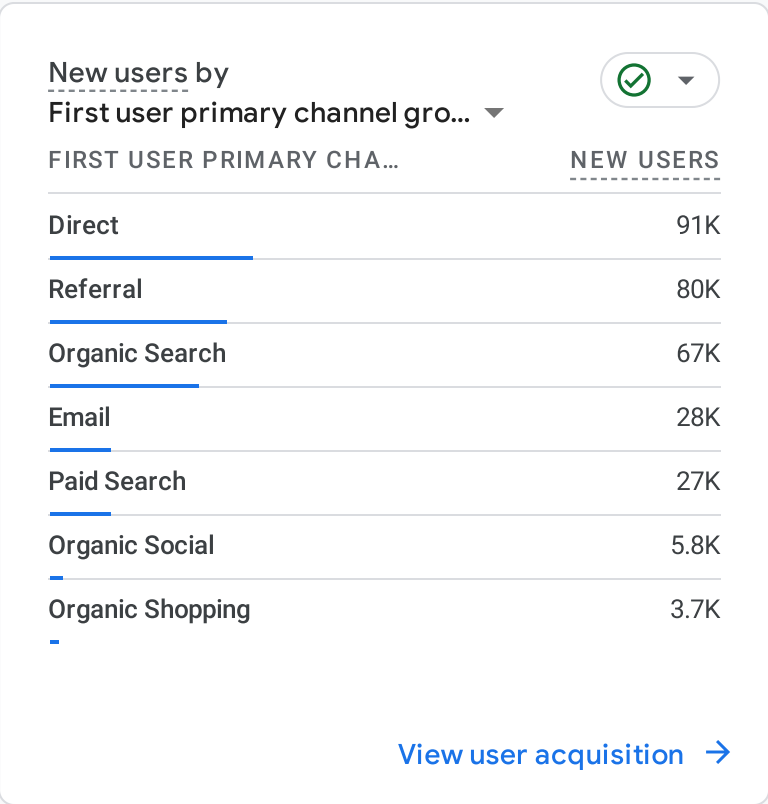 New users by
First user primary channel gro...
FIRST USER PRIMARY CHA... NEW USERS
Direct 91K
Referral 80K
Organic Search 67K
Email 28K
Paid Search 27K
Organic Social 5.8K
Organic Shopping 3.7K
View user acquisition